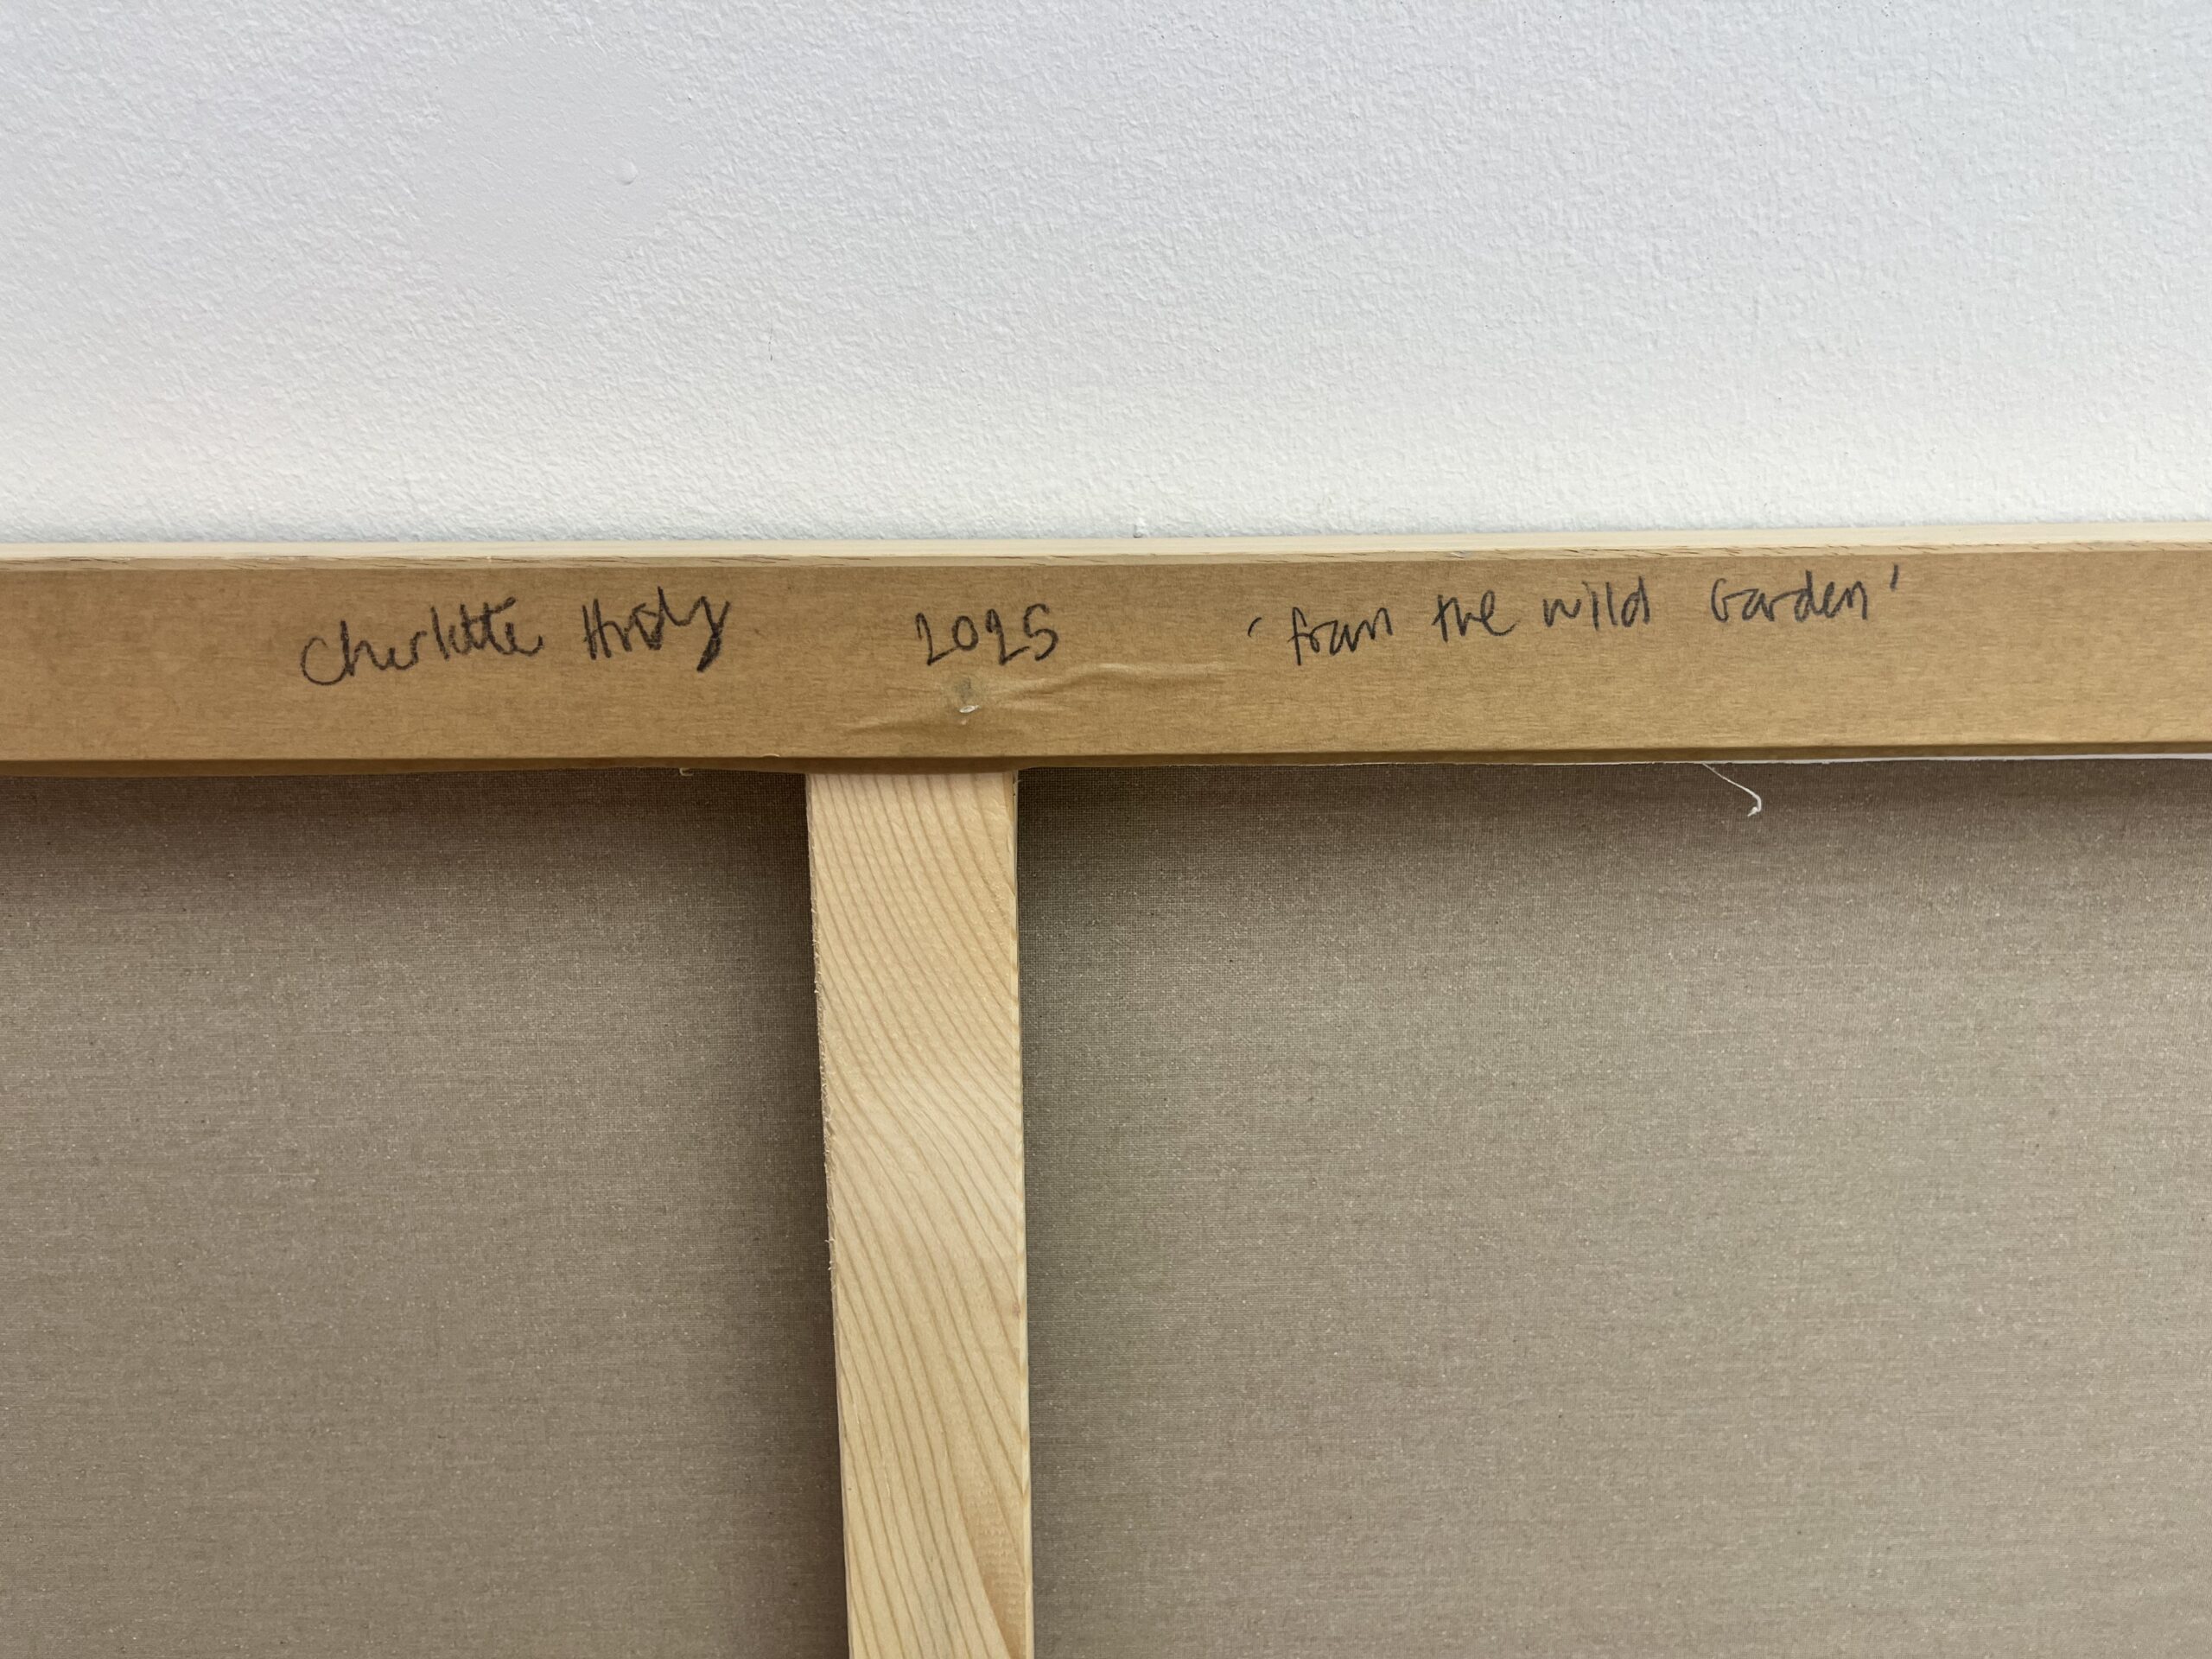 Charlotte Hardy 2025 'from the wild Garden'